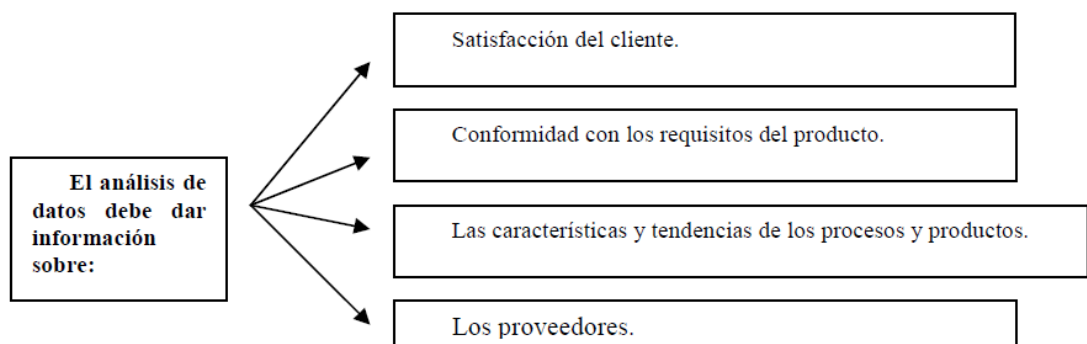 El análisis de
datos debe dar
información
sobre:
Satisfacción del cliente.
Conformidad con los requisitos del producto.
Las características y tendencias de los procesos y productos.
Los proveedores.